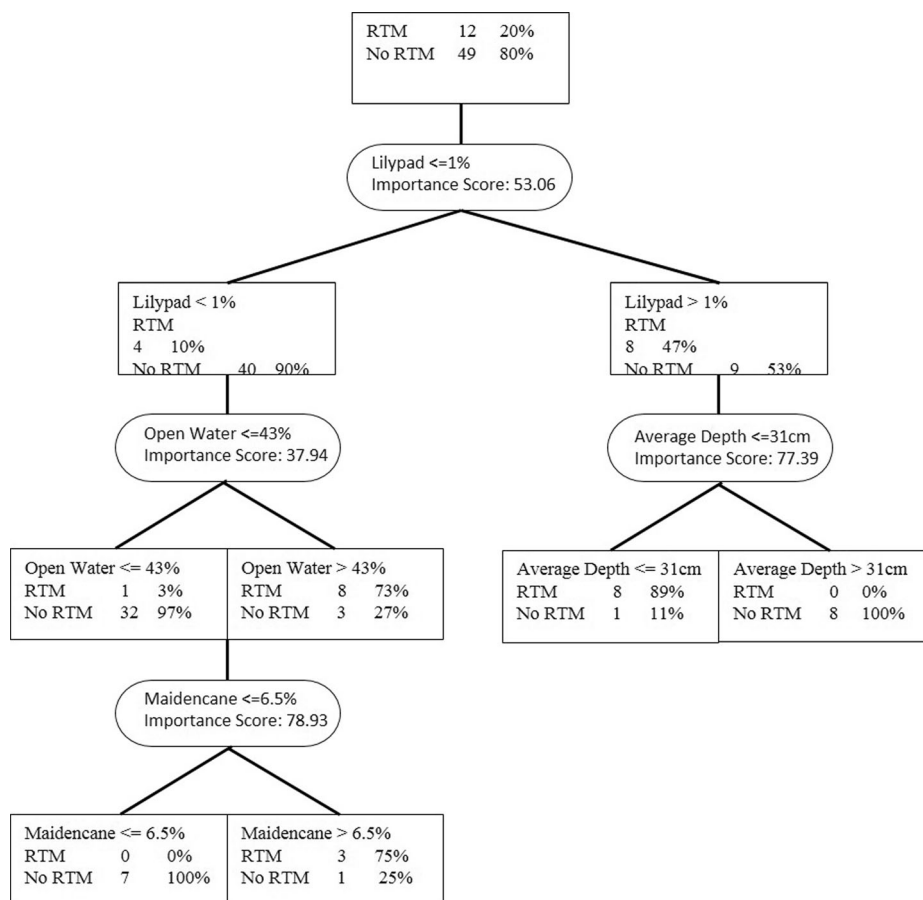 RTM 12 20%
No RTM 49 80%
Lilypad <=1%
Importance Score: 53.06
Lilypad < 1%
RTM
4 10%
No RTM 40 90%
Lilypad > 1%
RTM
8 47%
No RTM 9 53%
Open Water <=43%
Importance Score: 37.94
Average Depth <=31cm
Importance Score: 77.39
Open Water <= 43%
RTM 1 3%
No RTM 32 97%
Open Water > 43%
RTM 8 73%
No RTM 3 27%
Average Depth <= 31cm
RTM 8 89%
No RTM 1 11%
Average Depth > 31cm
RTM 0 0%
No RTM 8 100%
Maidencane <=6.5%
Importance Score: 78.93
Maidencane <= 6.5%
RTM 0 0%
No RTM 7 100%
Maidencane > 6.5%
RTM 3 75%
No RTM 1 25%